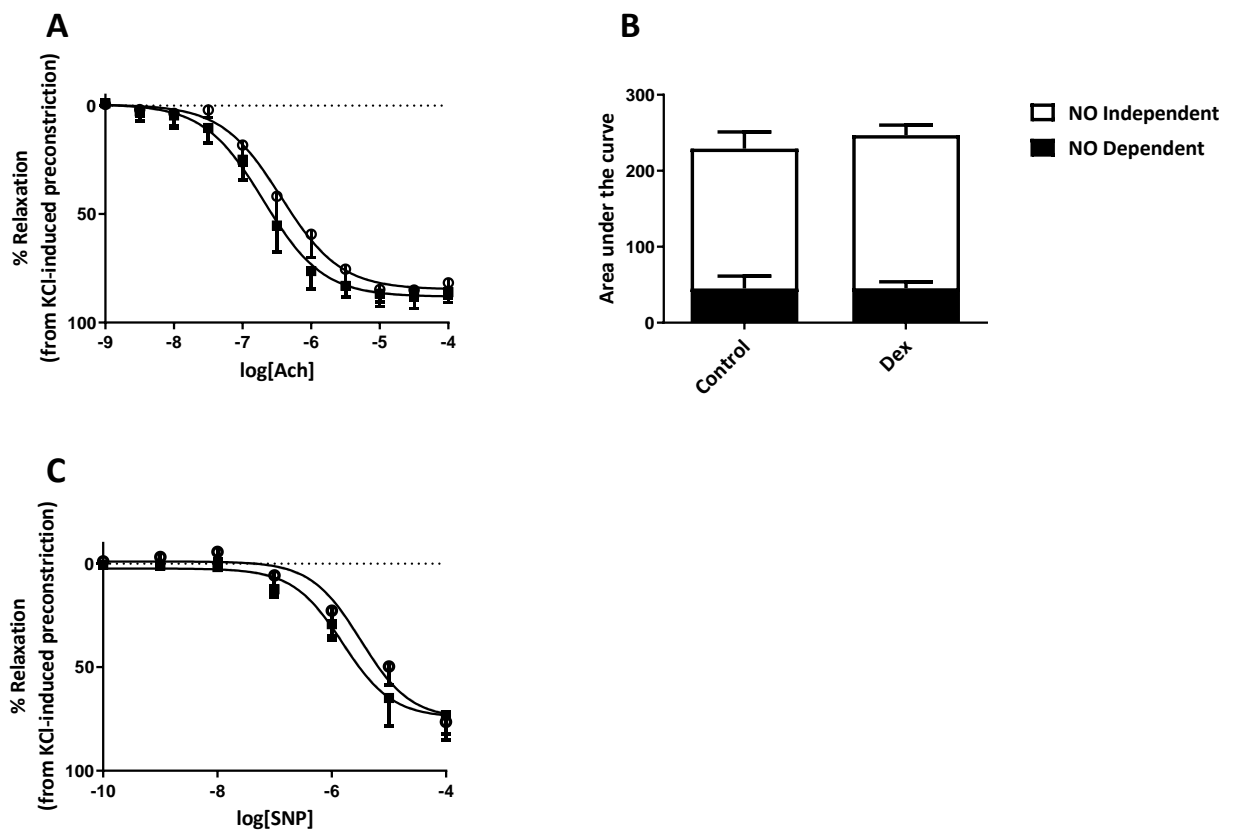 A
% Relaxation
(from KCl-induced preconstriction)
0
50
100
-9
-8
-7
-6
-5
-4
log[Ach]
B
Area under the curve
300
200
100
0
Control
Dex
NO Independent
NO Dependent
C
% Relaxation
(from KCl-induced preconstriction)
0
50
100
-10
-8
-6
-4
log[SNP]